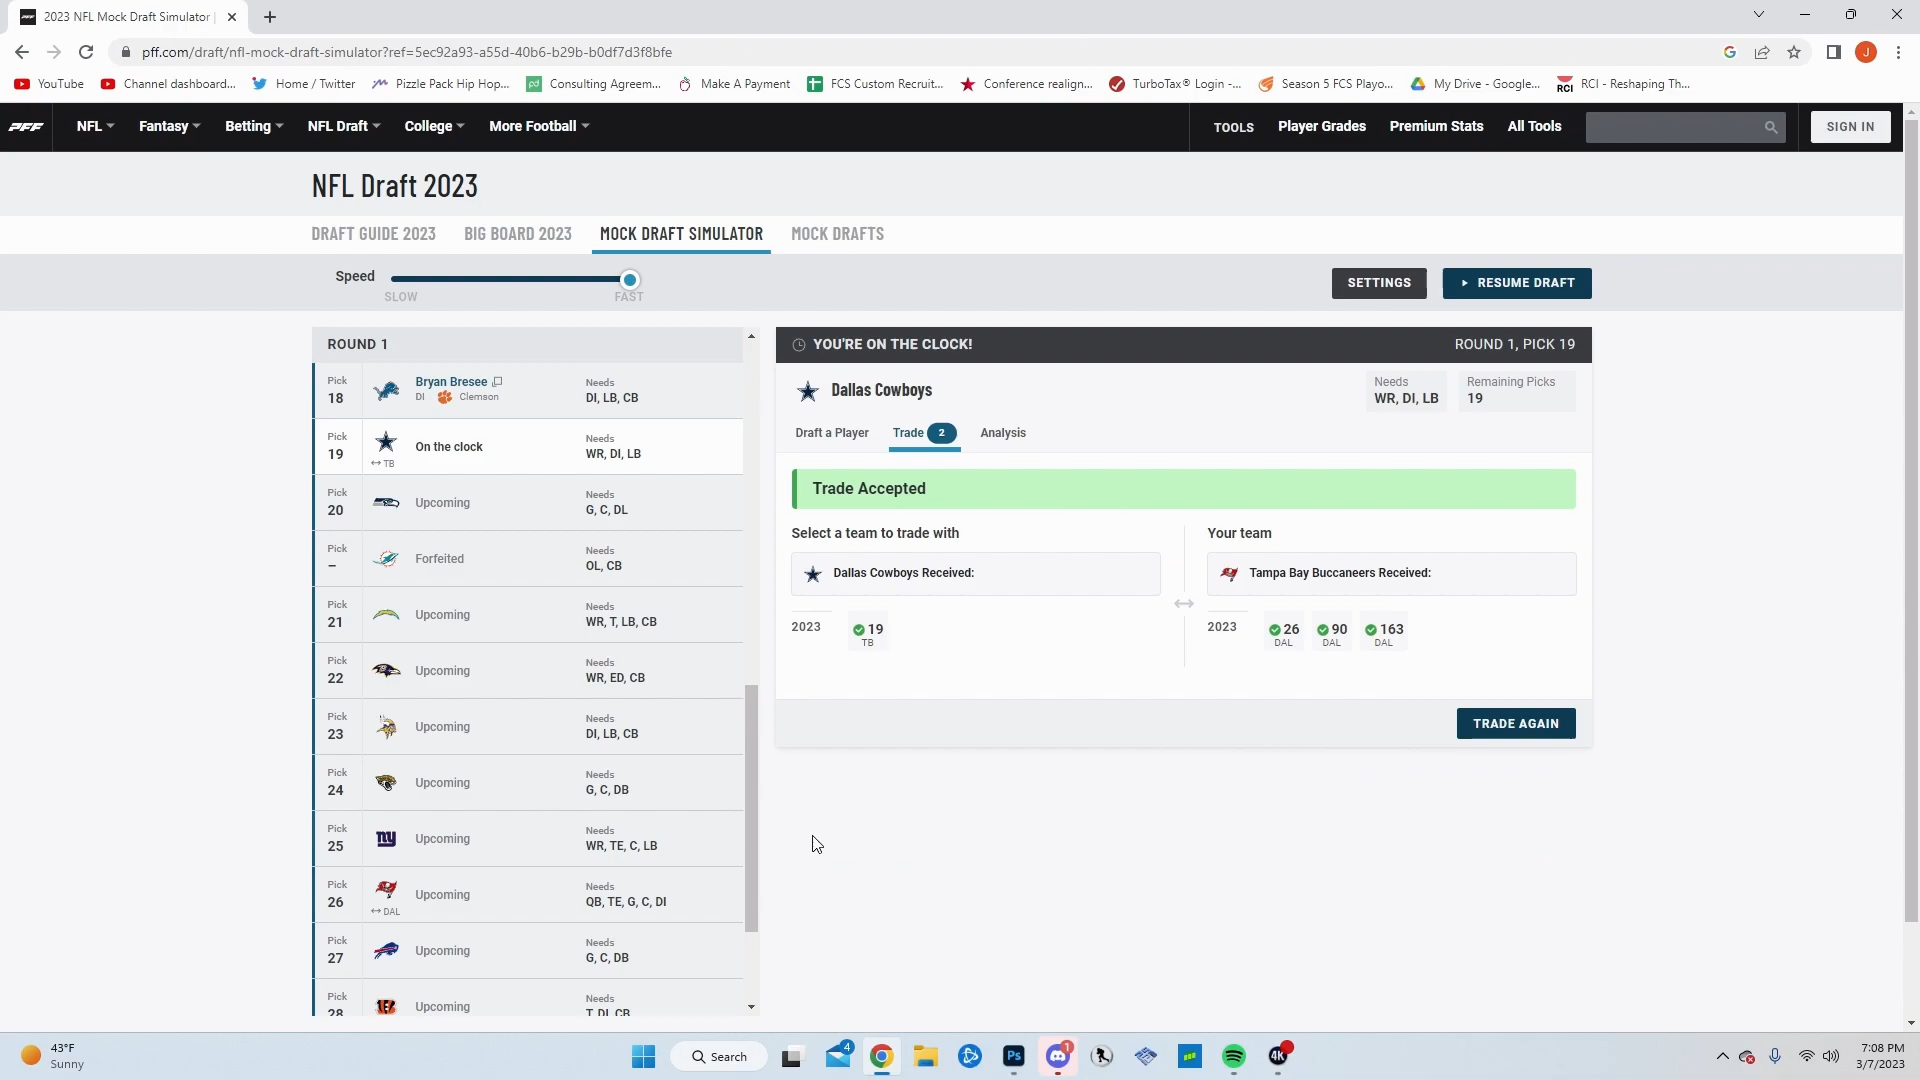 2023 NFL Mock Draft Simulator |
pff.com/draft/nfl-mock-draft-simulator?ref=5ec92a93-a55d-40b6-b29b-b0df7d3f8bfe
J
YouTube
Channel dashboard...
Home / Twitter
Pizzle Pack Hip Hop...
Consulting Agreem...
Make A Payment
FCS Custom Recruit...
Conference realign...
TurboTax® Login -...
Season 5 FCS Playo...
My Drive - Google...
RCI - Reshaping Th...
PFF
NFL
Fantasy
Betting
NFL Draft
College
More Football
TOOLS
Player Grades
Premium Stats
All Tools
SIGN IN
NFL Draft 2023
DRAFT GUIDE 2023
BIG BOARD 2023
MOCK DRAFT SIMULATOR
MOCK DRAFTS
Speed
SLOW
FAST
SETTINGS
RESUME DRAFT
ROUND 1
Pick
18
Bryan Bresee
DI Clemson
Needs
DI, LB, CB
Pick
19
TB
On the clock
Needs
WR, DI, LB
Pick
20
Upcoming
Needs
G, C, DL
Pick
–
Forfeited
Needs
OL, CB
Pick
21
Upcoming
Needs
WR, T, LB, CB
Pick
22
Upcoming
Needs
WR, ED, CB
Pick
23
Upcoming
Needs
DI, LB, CB
Pick
24
Upcoming
Needs
G, C, DB
Pick
25
ny
Upcoming
Needs
WR, TE, C, LB
Pick
26
DAL
Upcoming
Needs
QB, TE, G, C, DI
Pick
27
Upcoming
Needs
G, C, DB
Pick
28
Upcoming
Needs
T, DI, CB
YOU'RE ON THE CLOCK!
ROUND 1, PICK 19
Dallas Cowboys
Needs
WR, DI, LB
Remaining Picks
19
Draft a Player
Trade 2
Analysis
Trade Accepted
Select a team to trade with
Dallas Cowboys Received:
2023
19
TB
Your team
Tampa Bay Buccaneers Received:
2023
26
DAL
90
DAL
163
DAL
TRADE AGAIN
43°F
Sunny
Search
4
Ps
1
4K
7:08 PM
3/7/2023